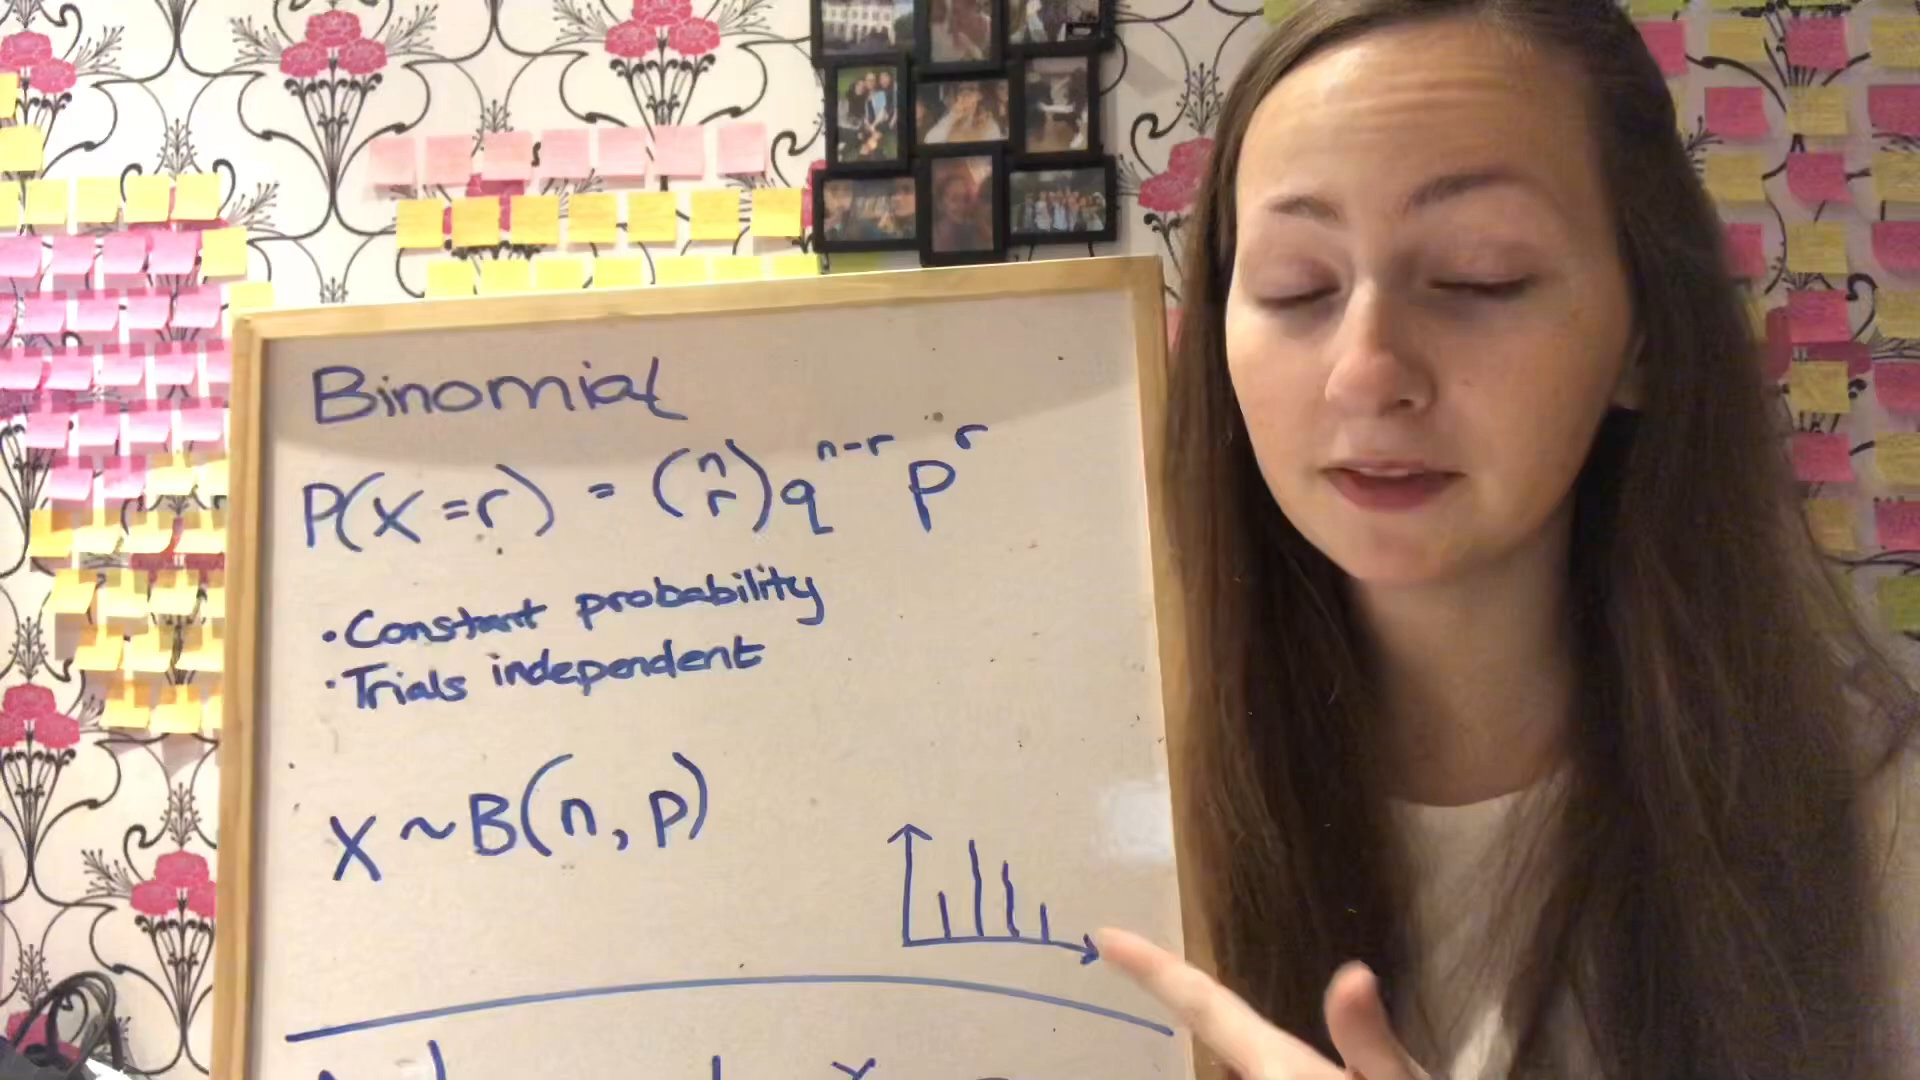 Binomial
P(X=r) = (n r) q^n-r p^r
• Constant probability
• Trials independent
X ~ B(n, p)